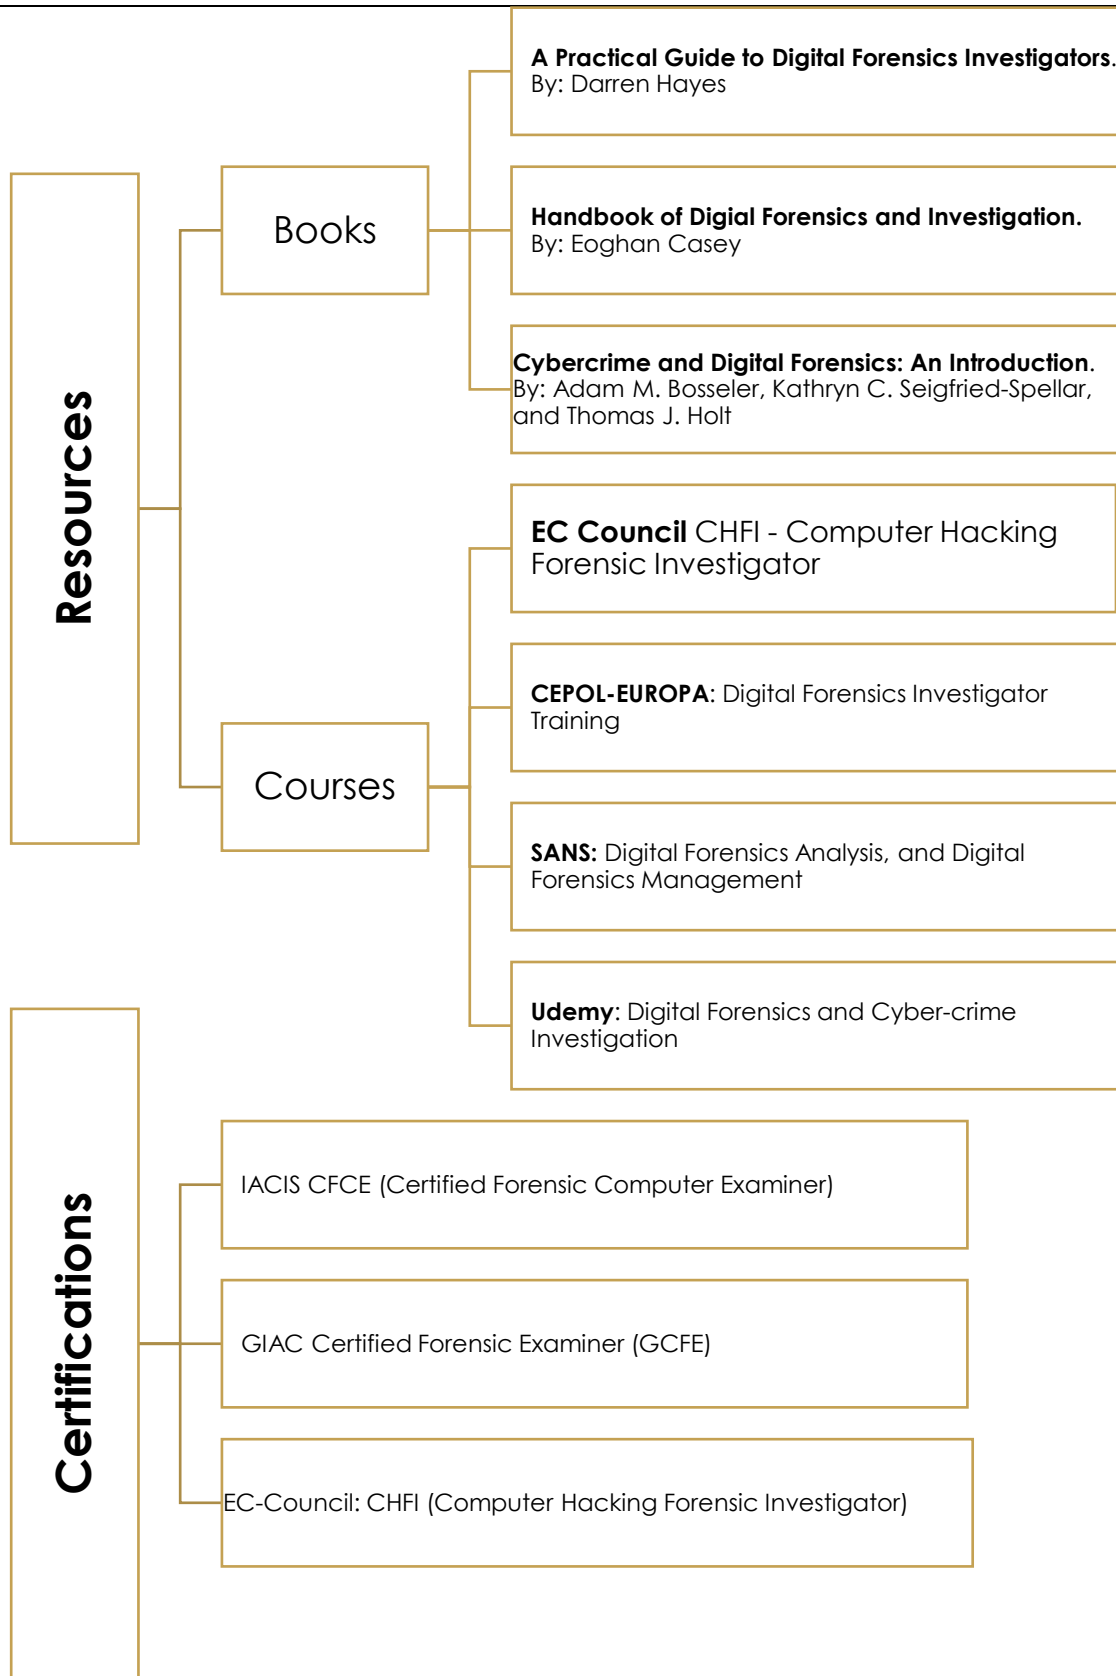 Resources
Books
A Practical Guide to Digital Forensics Investigators.
By: Darren Hayes
Handbook of Digial Forensics and Investigation.
By: Eoghan Casey
Cybercrime and Digital Forensics: An Introduction.
By: Adam M. Bosseler, Kathryn C. Seigfried-Spellar,
and Thomas J. Holt
Courses
EC Council CHFI - Computer Hacking
Forensic Investigator
CEPOL-EUROPA: Digital Forensics Investigator
Training
SANS: Digital Forensics Analysis, and Digital
Forensics Management
Udemy: Digital Forensics and Cyber-crime
Investigation
Certifications
IACIS CFCE (Certified Forensic Computer Examiner)
GIAC Certified Forensic Examiner (GCFE)
EC-Council: CHFI (Computer Hacking Forensic Investigator)